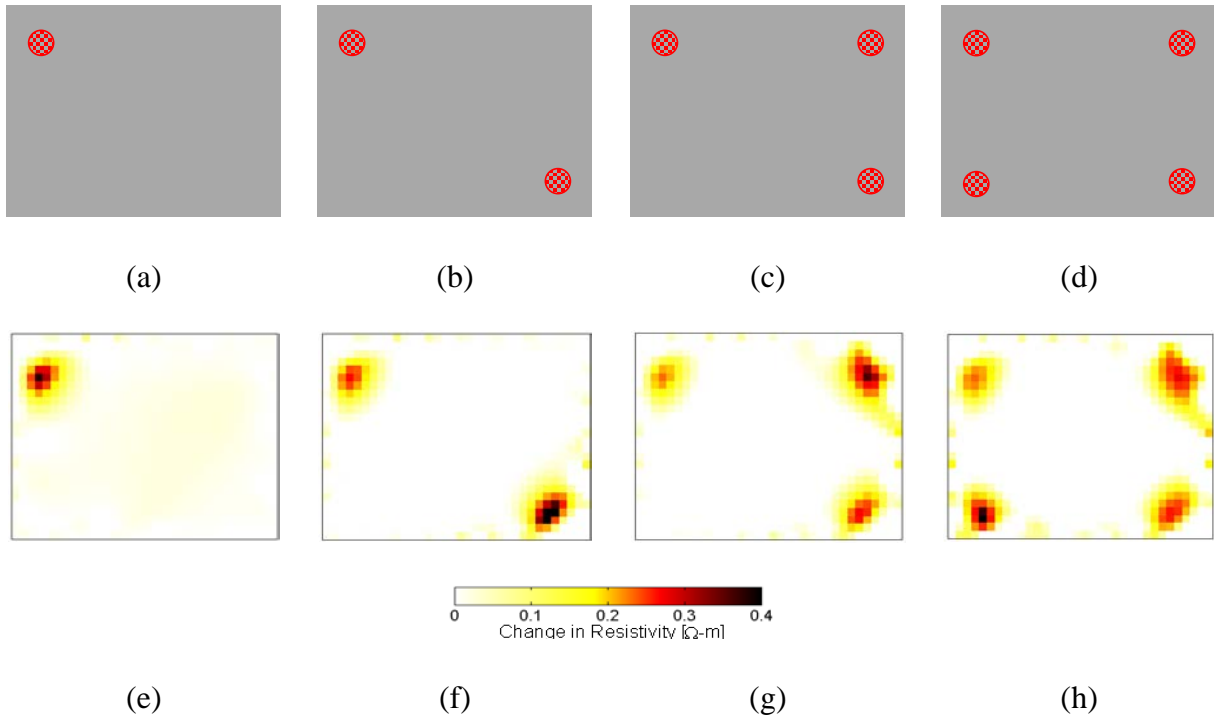 (a) (b) (c) (d)
0 0.1 0.2 0.3 0.4
Change in Resistivity [Ω-m]
(e) (f) (g) (h)